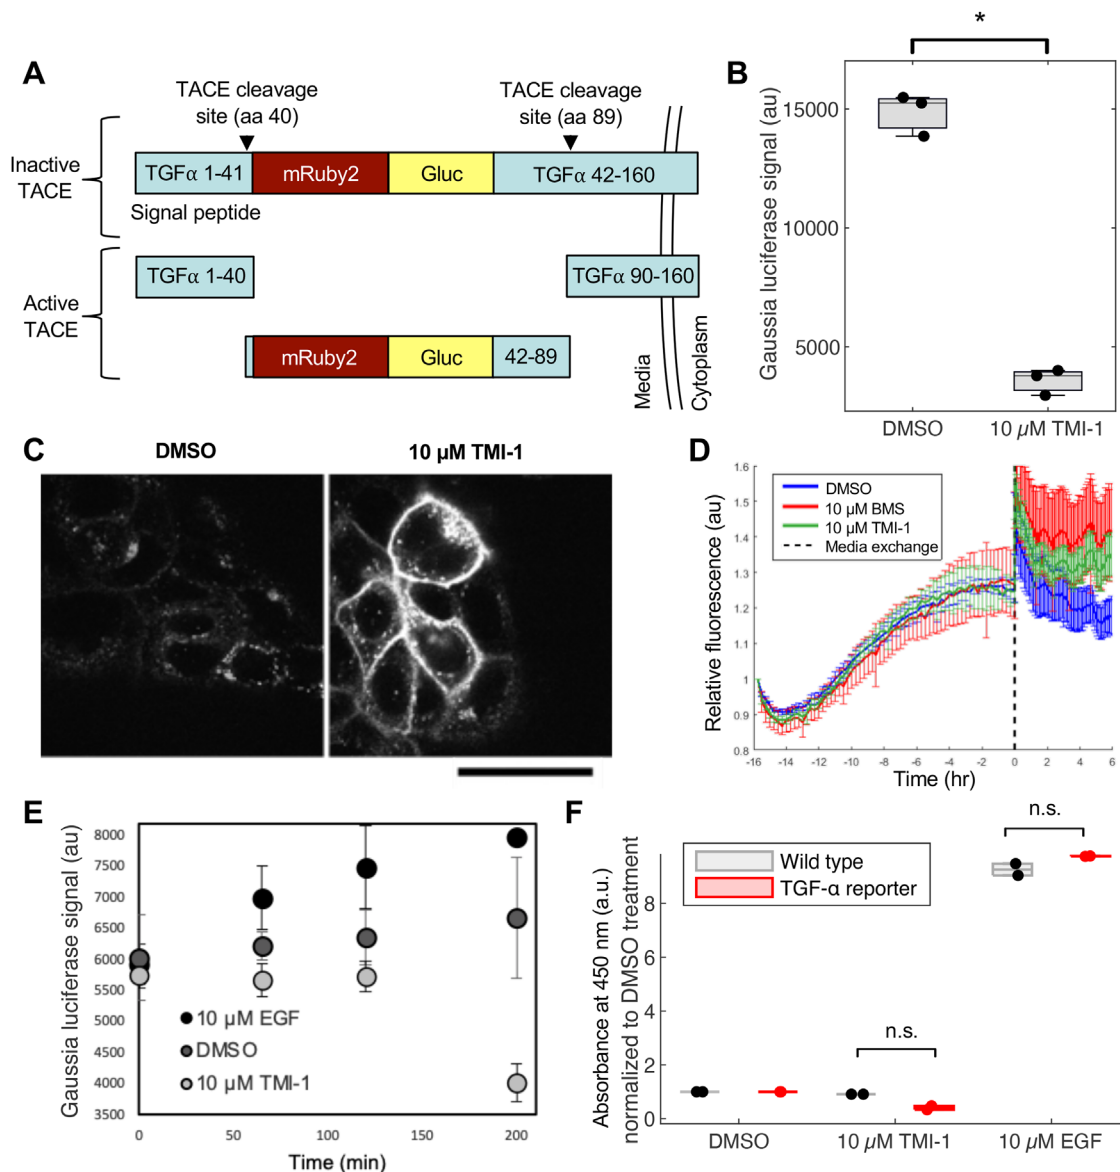 A
TACE cleavage
site (aa 40)
TACE cleavage
site (aa 89)
Inactive
TACE
TGFα 1-41
mRuby2
Gluc
TGFα 42-160
Signal peptide
Active
TACE
TGFα 1-40
TGFα 90-160
mRuby2
Gluc
42-89
Media
Cytoplasm
B
*
Gaussia luciferase signal (au)
15000
10000
5000
DMSO
10 µM TMI-1
C
DMSO
10 µM TMI-1
D
Relative fluorescence (au)
1.6
1.5
1.4
1.3
1.2
1.1
1
0.9
0.8
DMSO
10 µM BMS
10 µM TMI-1
Media exchange
-16 -14 -12 -10 -8 -6 -4 -2 0 2 4 6
Time (hr)
E
Gaussia luciferase signal (au)
8000
7500
7000
6500
6000
5500
5000
4500
4000
3500
10 µM EGF
DMSO
10 µM TMI-1
0 50 100 150 200
Time (min)
F
Absorbance at 450 nm (a.u.)
normalized to DMSO treatment
8
6
4
2
0
Wild type
TGF-α reporter
n.s.
n.s.
DMSO
10 µM TMI-1
10 µM EGF